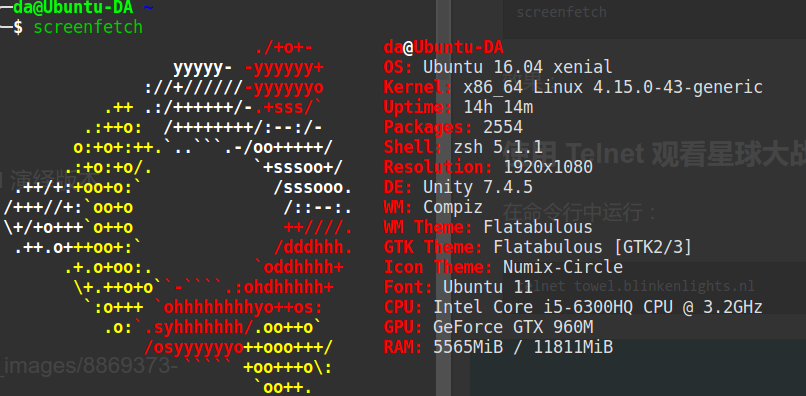 da@Ubuntu-DA ~
$ screenfetch
./+o+- da@Ubuntu-DA
yyyyy- -yyyyyy+ OS: Ubuntu 16.04 xenial
://+//////-yyyyyyo Kernel: x86_64 Linux 4.15.0-43-generic
.++ .:/++++++/-.+sss/` Uptime: 14h 14m
.:++o: /++++++++/:--:/- Packages: 2554
o:+o+:++.`..```.-/oo+++++/ Shell: zsh 5.1.1
.:+o:+o/. `+sssoo+/ Resolution: 1920x1080
.++/+:+oo+o:` /sssooo. DE: Unity 7.4.5
/+++//+:`oo+o /::--:. WM: Compiz
\+/+o+++`o++o ++////. WM Theme: Flatabulous
.++.o+++oo+:` /dddhhh. GTK Theme: Flatabulous [GTK2/3]
.+.o+oo:. `oddhhhh+ Icon Theme: Numix-Circle
\+.++o+o``-````.:ohdhhhhh+ Font: Ubuntu 11
`:o+++ `ohhhhhhhhyo++os: CPU: Intel Core i5-6300HQ CPU @ 3.2GHz
.o:`.syhhhhhhh/.oo++o` GPU: GeForce GTX 960M
/osyyyyyyo++ooo+++/ RAM: 5565MiB / 11811MiB
````` +oo+++o\:
`oo++.
screenfetch
使用 Telnet 观看星球大战
在命令行中运行：
telnet towel.blinkenlights.nl
_images/8869373-